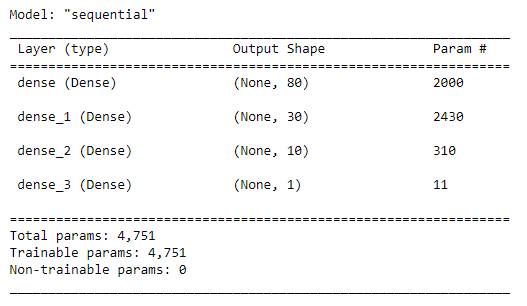 Model: "sequential"
_________________________________________________________________
Layer (type) Output Shape Param #
=================================================================
dense (Dense) (None, 80) 2000
dense_1 (Dense) (None, 30) 2430
dense_2 (Dense) (None, 10) 310
dense_3 (Dense) (None, 1) 11
=================================================================
Total params: 4,751
Trainable params: 4,751
Non-trainable params: 0
_________________________________________________________________